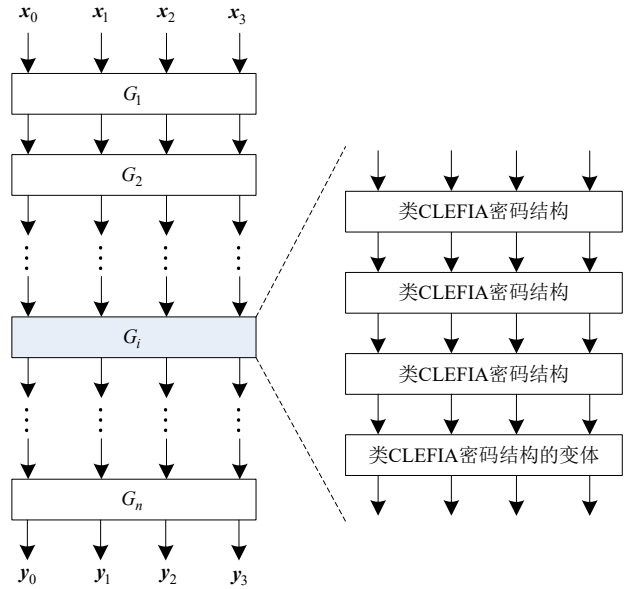 x₀ x₁ x₂ x₃
G₁
G₂
类CLEFIA密码结构
类CLEFIA密码结构
Gᵢ
类CLEFIA密码结构
类CLEFIA密码结构的变体
Gₙ
y₀ y₁ y₂ y₃